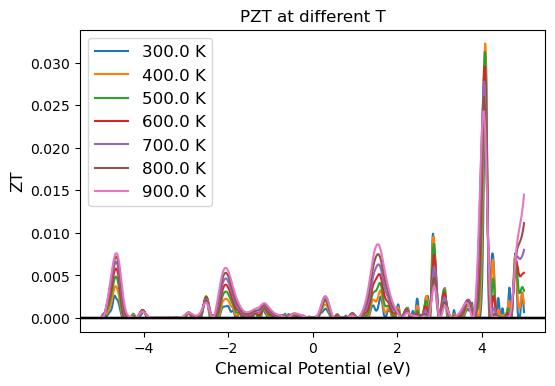 PZT at different T
300.0 K
400.0 K
500.0 K
600.0 K
700.0 K
800.0 K
900.0 K
ZT
0.030
0.025
0.020
0.015
0.010
0.005
0.000
−4 −2 0 2 4
Chemical Potential (eV)